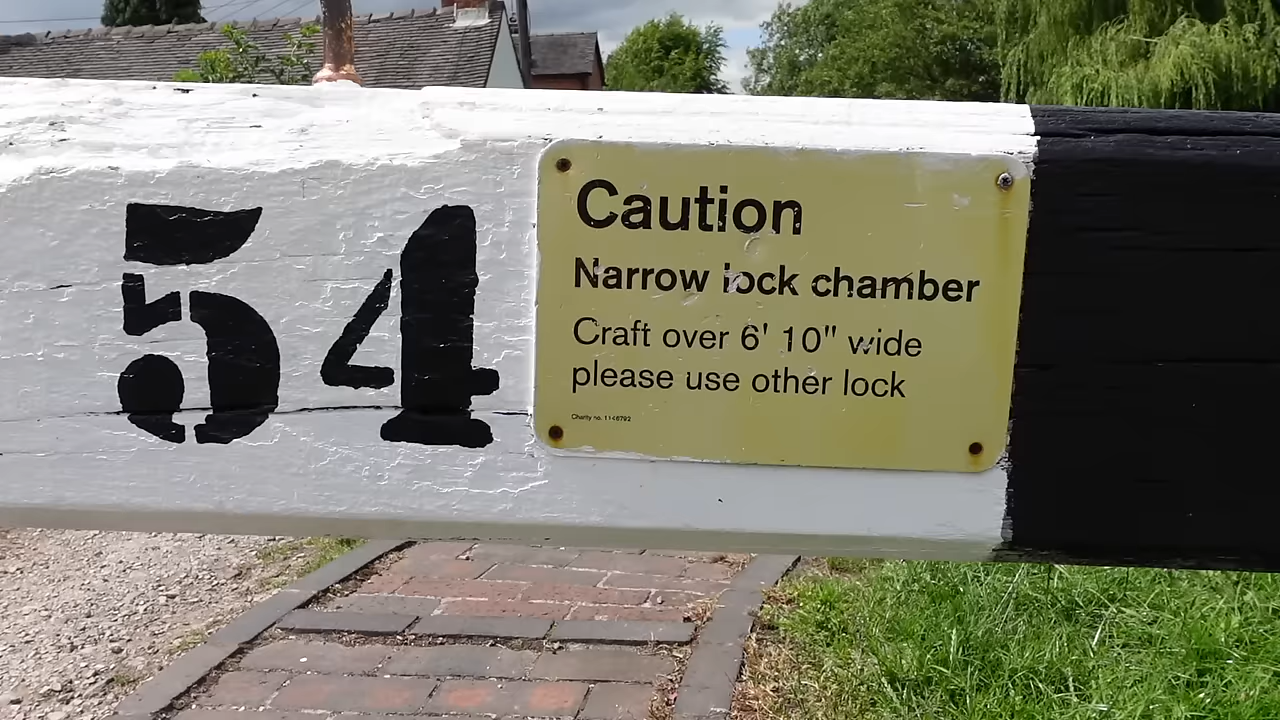 54
Caution
Narrow lock chamber
Craft over 6' 10" wide
please use other lock
Charity no. 1146792